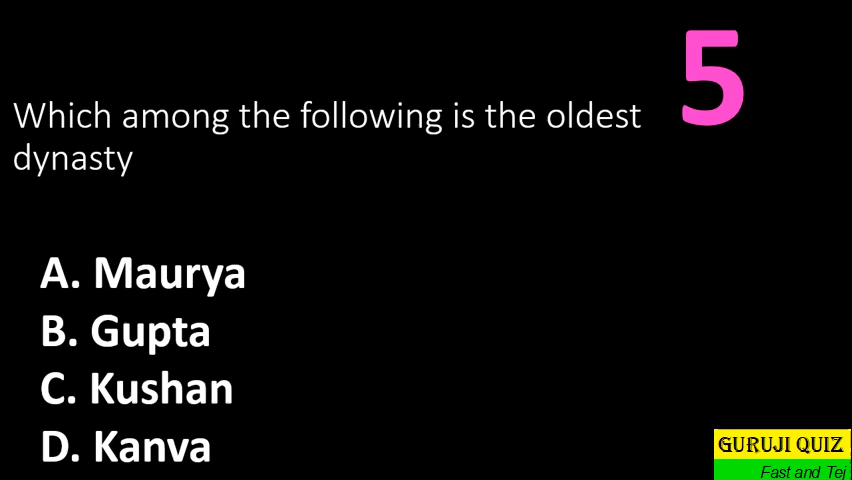 5
Which among the following is the oldest
dynasty
A. Maurya
B. Gupta
C. Kushan
D. Kanva
GURUJI QUIZ
Fast and Tej